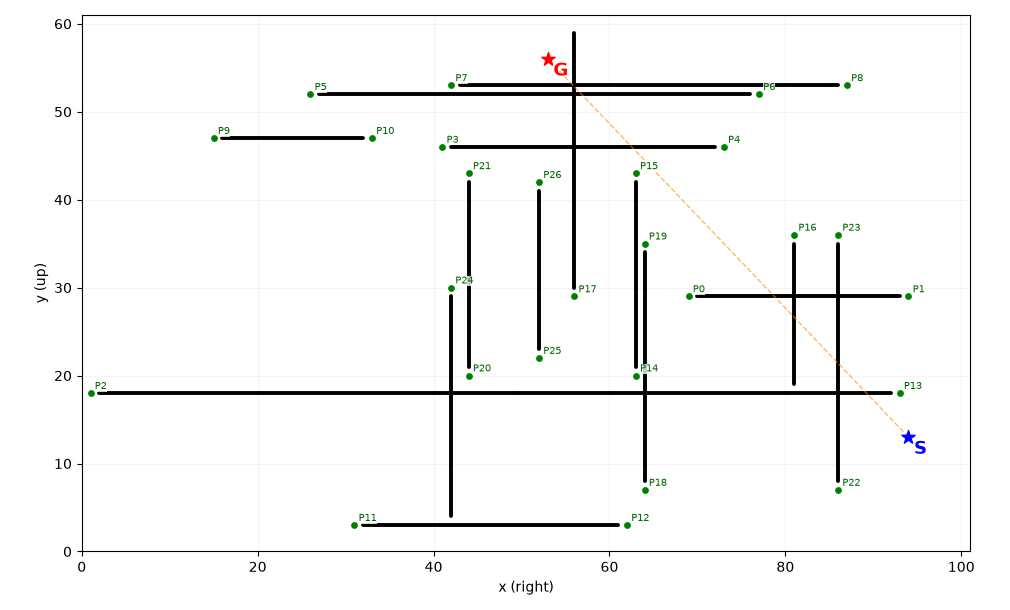 60
G
P7
P8
P5
P6
50
P9
P10
P3
P4
P21
P15
P26
40
P16
P23
P19
y (up)
30
P24
P17
P0
P1
P25
20
P20
P14
P2
P13
S
10
P18
P22
P11
P12
0
0 20 40 60 80 100
x (right)